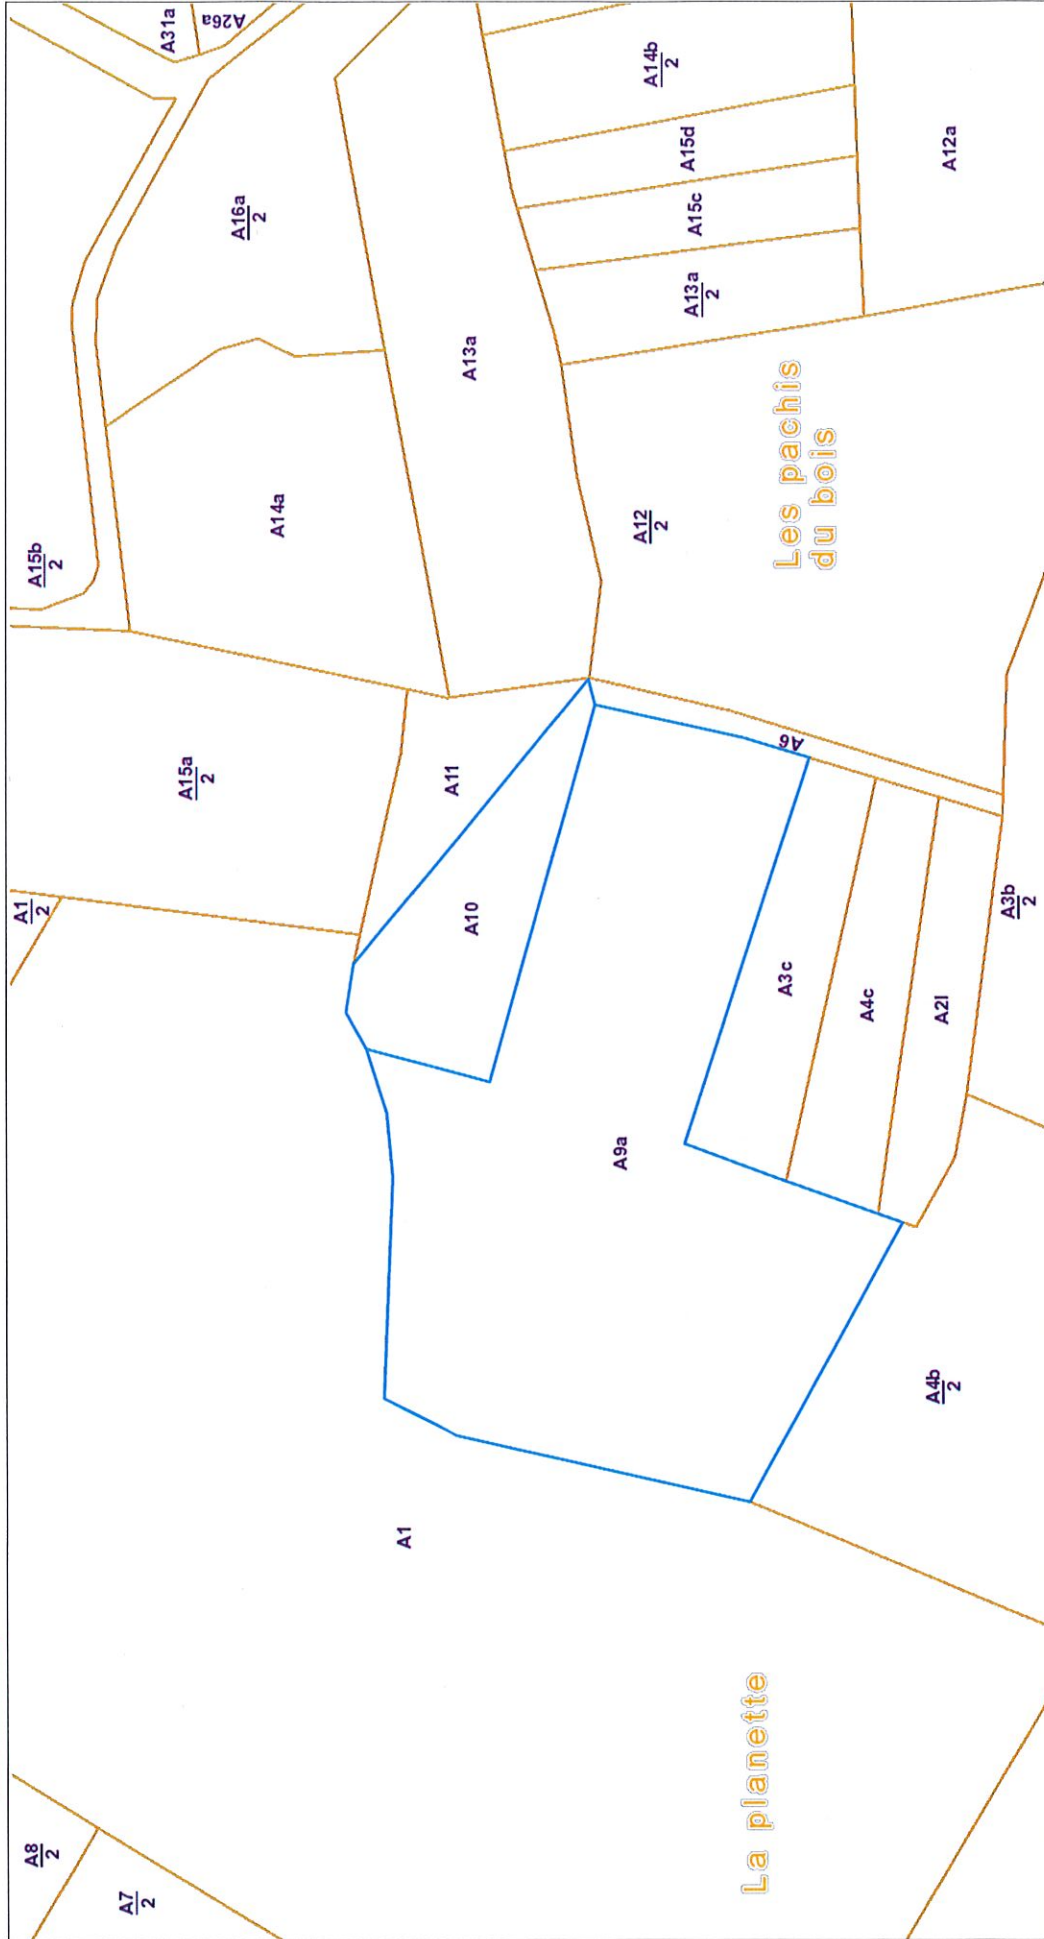 A8
2
A7
2
La planette
A1
A1
2
A15a
2
A15b
2
A14a
A16a
2
A31a
A26a
A13a
A11
A10
A9a
A6
A3c
A4c
A2l
A3b
2
A4b
2
A12
2
Les pachis
du bois
A13a
2
A15c
A15d
A14b
2
A12a